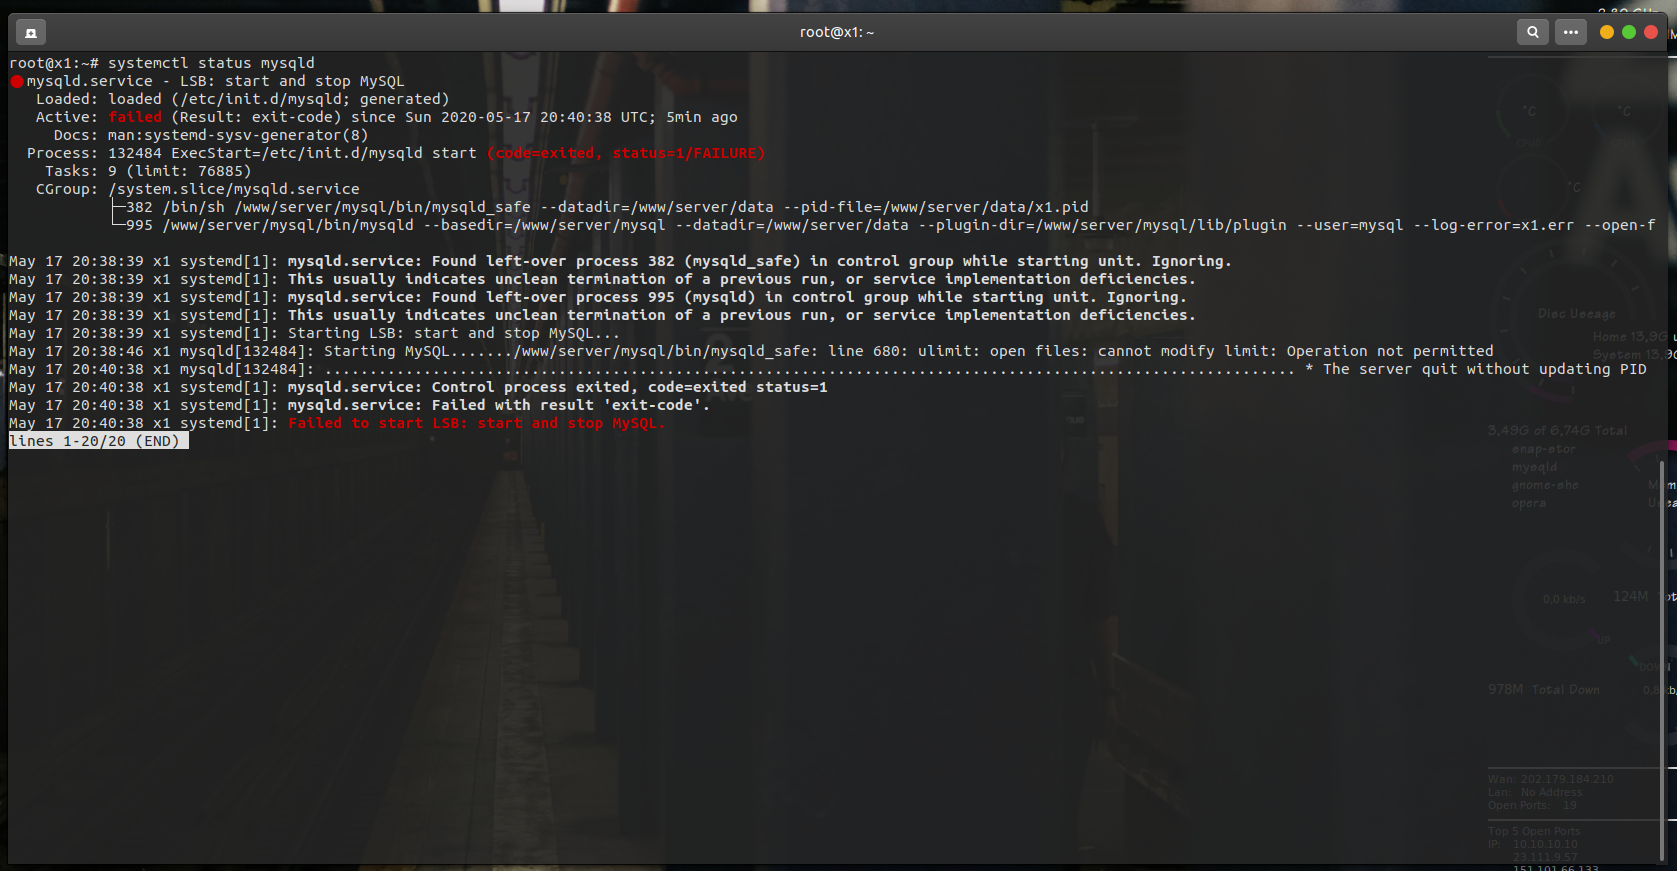 2,80 GHz
root@x1: ~
root@x1:~# systemctl status mysqld
mysqld.service - LSB: start and stop MySQL
Loaded: loaded (/etc/init.d/mysqld; generated)
Active: failed (Result: exit-code) since Sun 2020-05-17 20:40:38 UTC; 5min ago
Docs: man:systemd-sysv-generator(8)
Process: 132484 ExecStart=/etc/init.d/mysqld start (code=exited, status=1/FAILURE)
Tasks: 9 (limit: 76885)
CGroup: /system.slice/mysqld.service
├─382 /bin/sh /www/server/mysql/bin/mysqld_safe --datadir=/www/server/data --pid-file=/www/server/data/x1.pid
└─995 /www/server/mysql/bin/mysqld --basedir=/www/server/mysql --datadir=/www/server/data --plugin-dir=/www/server/mysql/lib/plugin --user=mysql --log-error=x1.err --open-f
May 17 20:38:39 x1 systemd[1]: mysqld.service: Found left-over process 382 (mysqld_safe) in control group while starting unit. Ignoring.
May 17 20:38:39 x1 systemd[1]: This usually indicates unclean termination of a previous run, or service implementation deficiencies.
May 17 20:38:39 x1 systemd[1]: mysqld.service: Found left-over process 995 (mysqld) in control group while starting unit. Ignoring.
May 17 20:38:39 x1 systemd[1]: This usually indicates unclean termination of a previous run, or service implementation deficiencies.
May 17 20:38:39 x1 systemd[1]: Starting LSB: start and stop MySQL...
May 17 20:38:46 x1 mysqld[132484]: Starting MySQL......./www/server/mysql/bin/mysqld_safe: line 680: ulimit: open files: cannot modify limit: Operation not permitted
May 17 20:40:38 x1 mysqld[132484]: ............................................................................................................ * The server quit without updating PID
May 17 20:40:38 x1 systemd[1]: mysqld.service: Control process exited, code=exited status=1
May 17 20:40:38 x1 systemd[1]: mysqld.service: Failed with result 'exit-code'.
May 17 20:40:38 x1 systemd[1]: Failed to start LSB: start and stop MySQL.
lines 1-20/20 (END)
°C
°C
°C
Disc Useage
Home 13,9G
System 13,9G
3,49G of 6,74G Total
snap-stor
mysqld
gnome-she
opera
0,0 kb/s
124M
UP
DOWN
978M Total Down
Wan: 202.179.184.210
Lan: No Address
Open Ports: 19
Top 5 Open Ports
IP: 10.10.10.10
23.111.9.57
151.101.66.133